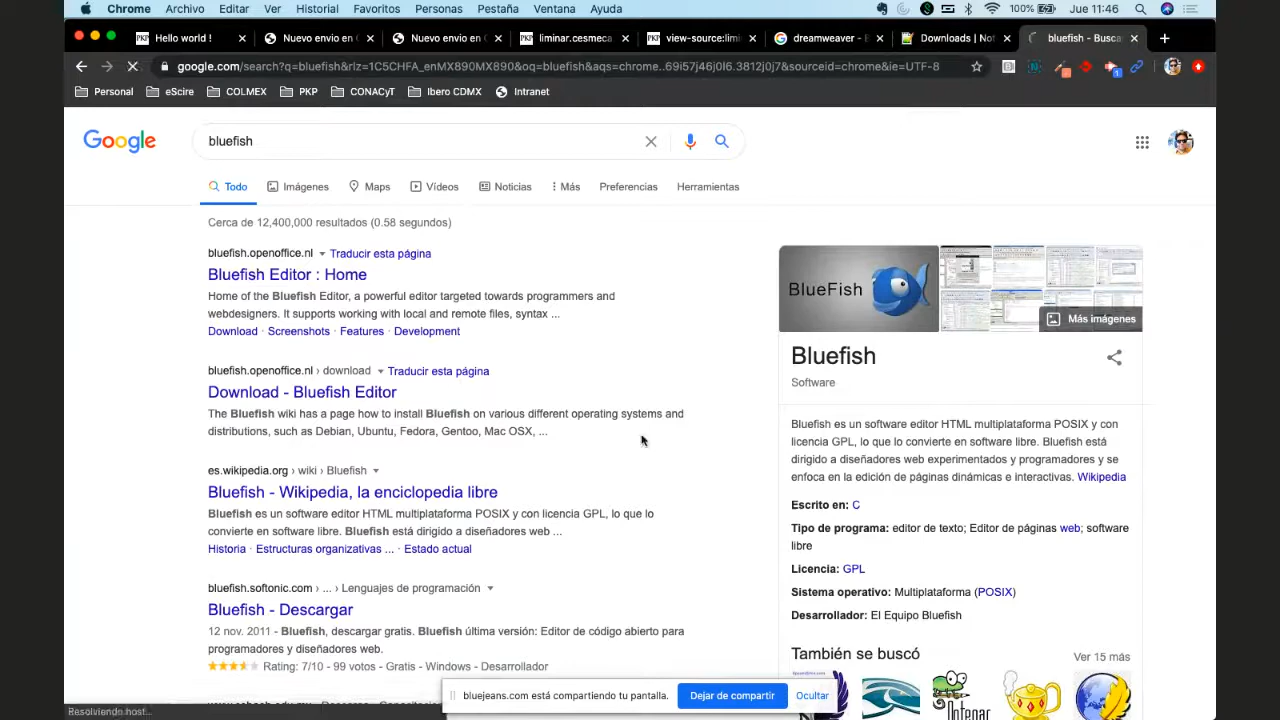 Chrome Archivo Editar Ver Historial Favoritos Personas Pestaña Ventana Ayuda 100% Jue 11:46
PKP Hello world ! Nuevo envio e Nuevo envio e PKP liminar.cesmeca PKP view-source:lim dreamweaver - Downloads | Not bluefish - Busca
google.com/search?q=bluefish&rlz=1C5CHFA_enMX890MX890&oq=bluefish&aqs=chrome..69i57j46j0l6.3812j0j7&sourceid=chrome&ie=UTF-8
Personal eScire COLMEX PKP CONACyT Ibero CDMX Intranet
Google bluefish
Todo Imágenes Maps Vídeos Noticias Más Preferencias Herramientas
Cerca de 12,400,000 resultados (0.58 segundos)
bluefish.openoffice.nl Traducir esta página
Bluefish Editor : Home
Home of the Bluefish Editor, a powerful editor targeted towards programmers and
webdesigners. it supports working with local and remote files, syntax ...
Download · Screenshots · Features · Development
bluefish.openoffice.nl › download Traducir esta página
Download - Bluefish Editor
The Bluefish wiki has a page how to install Bluefish on various different operating systems and
distributions, such as Debian, Ubuntu, Fedora, Gentoo, Mac OSX, ...
es.wikipedia.org › wiki › Bluefish
Bluefish - Wikipedia, la enciclopedia libre
Bluefish es un software editor HTML multiplataforma POSIX y con licencia GPL, lo que lo
convierte en software libre. Bluefish está dirigido a diseñadores web ...
Historia · Estructuras organizativas ... · Estado actual
bluefish.softonic.com › ... › Lenguajes de programación
Bluefish - Descargar
12 nov. 2011 - Bluefish, descargar gratis. Bluefish última versión: Editor de código abierto para
programadores y diseñadores web.
Rating: 7/10 - 99 votos - Gratis - Windows - Desarrollador
BlueFish
Más imágenes
Bluefish
Software
Bluefish es un software editor HTML multiplataforma POSIX y con
licencia GPL, lo que lo convierte en software libre. Bluefish está
dirigido a diseñadores web experimentados y programadores y se
enfoca en la edición de páginas dinámicas e interactivas. Wikipedia
Escrito en: C
Tipo de programa: editor de texto; Editor de páginas web; software
libre
Licencia: GPL
Sistema operativo: Multiplataforma (POSIX)
Desarrollador: El Equipo Bluefish
También se buscó Ver 15 más
bluejeans.com está compartiendo tu pantalla. Dejar de compartir Ocultar
Resolviendo host...